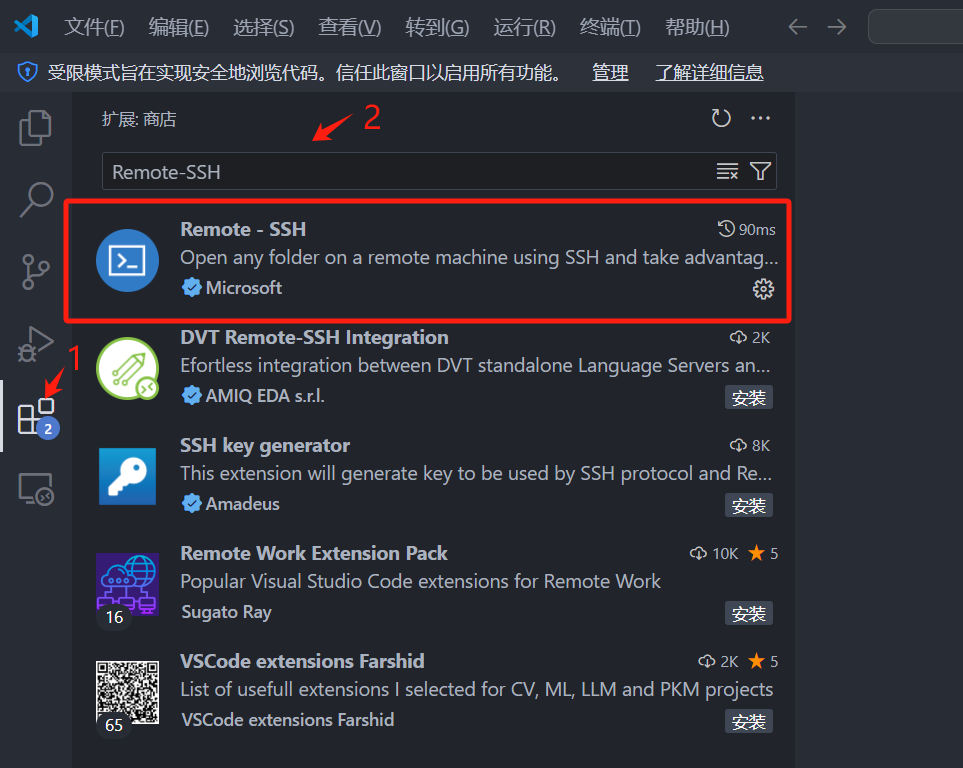 文件(F) 编辑(E) 选择(S) 查看(V) 转到(G) 运行(R) 终端(T) 帮助(H)
受限模式旨在实现安全地浏览代码。信任此窗口以启用所有功能。 管理 了解详细信息
扩展: 商店
2
Remote-SSH
Remote - SSH 90ms
Open any folder on a remote machine using SSH and take advantag...
Microsoft
DVT Remote-SSH Integration 2K
Efortless integration between DVT standalone Language Servers an...
AMIQ EDA s.r.l. 安装
1
2
SSH key generator 8K
This extension will generate key to be used by SSH protocol and Re...
Amadeus 安装
Remote Work Extension Pack 10K 5
Popular Visual Studio Code extensions for Remote Work
16
Sugato Ray 安装
VSCode extensions Farshid 2K 5
List of usefull extensions I selected for CV, ML, LLM and PKM projects
65
VSCode extensions Farshid 安装